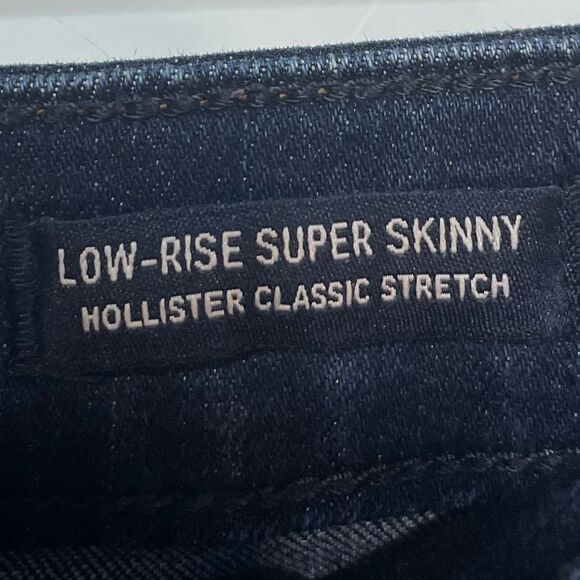 LOW-RISE SUPER SKINNY
HOLLISTER CLASSIC STRETCH